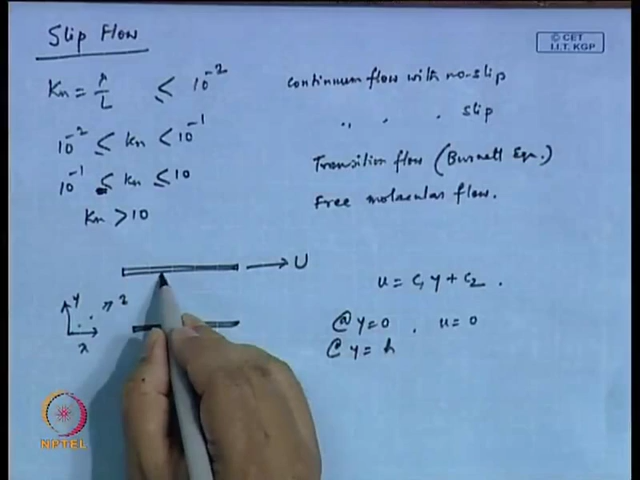 Slip Flow
© CET
I.I.T. KGP
Kn = λ/L ≤ 10⁻² continuum flow with no-slip
10⁻² ≤ Kn < 10⁻¹ ,, , . slip
10⁻¹ ≤ Kn ≤ 10 Transition flow (Burnett Eqn.)
Kn > 10 Free molecular flow.
U
u = c₁ y + c₂ .
y z
x
@ y=0 , u=0
@ y= h
NPTEL